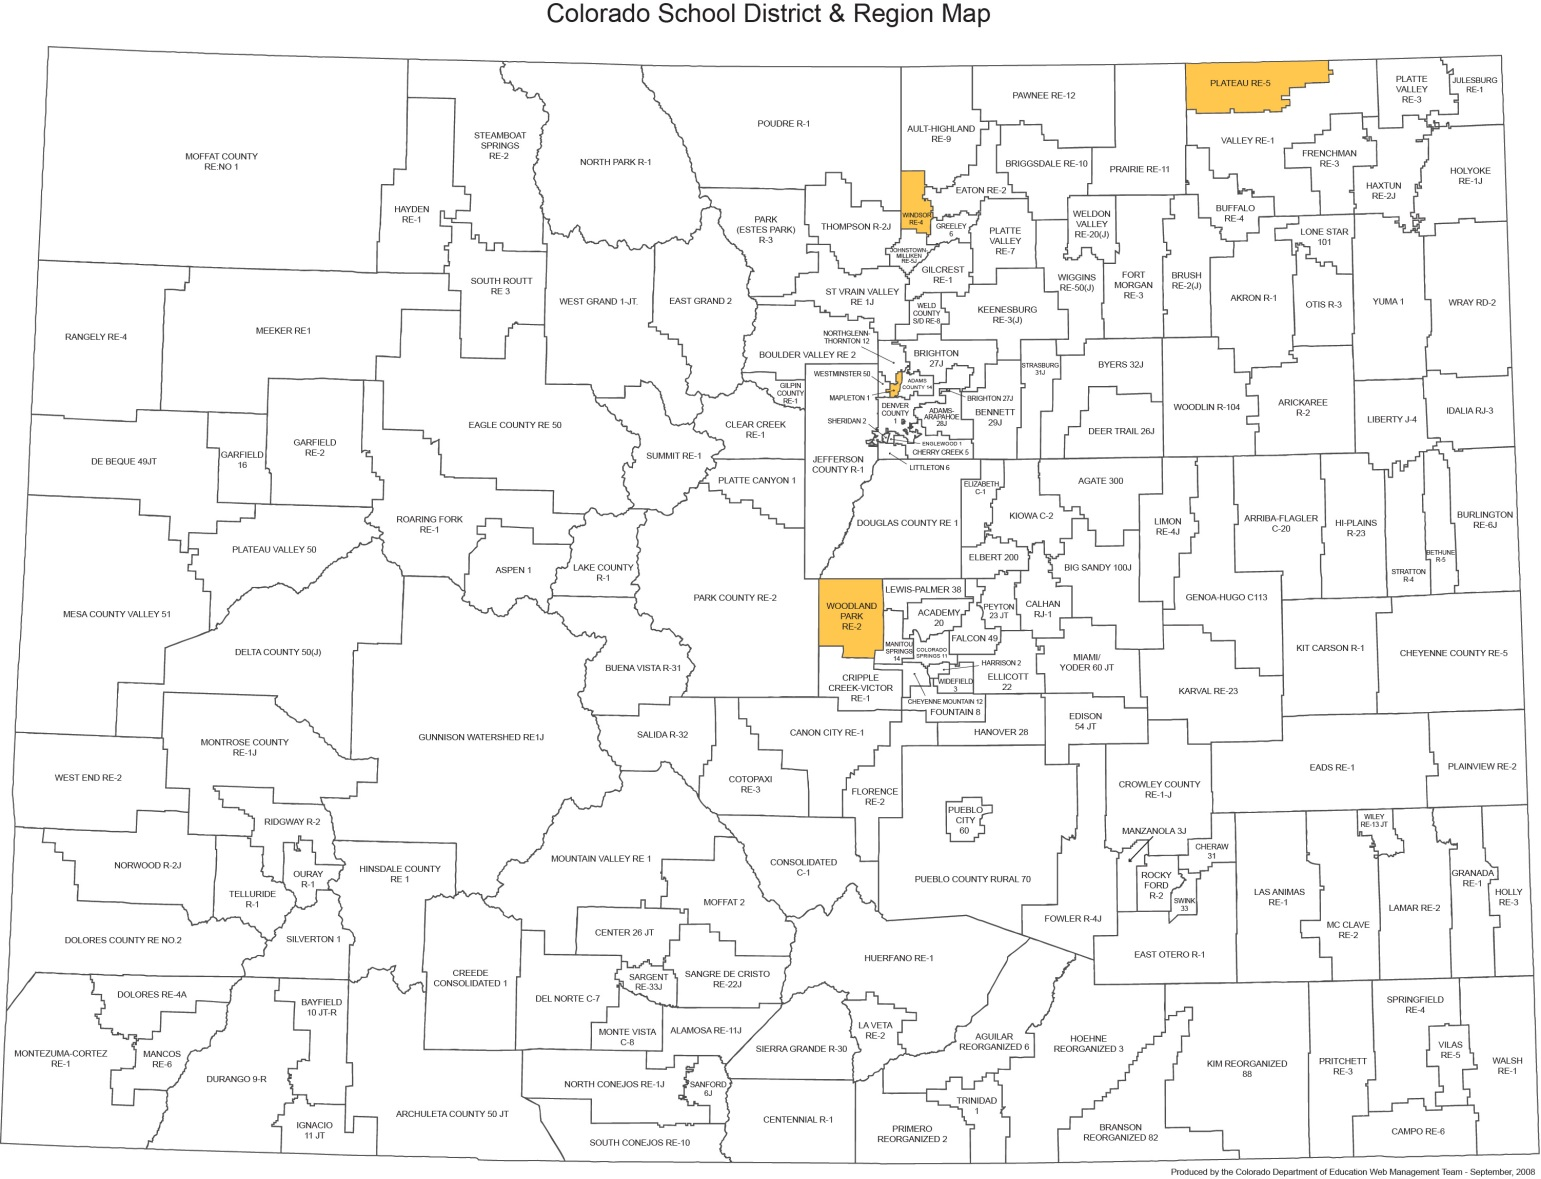 Colorado School District & Region Map
MOFFAT COUNTY
RE:NO 1
HAYDEN
RE-1
STEAMBOAT
SPRINGS
RE-2
NORTH PARK R-1
POUDRE R-1
AULT-HIGHLAND
RE-9
PAWNEE RE-12
BRIGGSDALE RE-10
PRAIRIE RE-11
PLATEAU RE-5
VALLEY RE-1
FRENCHMAN
RE-3
PLATTE
VALLEY
RE-3
JULESBURG
RE-1
HAXTUN
RE-2J
HOLYOKE
RE-1J
BUFFALO
RE-4
LONE STAR
101
EATON RE-2
WINDSOR
RE-4
GREELEY
6
PARK
(ESTES PARK)
R-3
THOMPSON R-2J
JOHNSTOWN-
MILLIKEN
RE-5J
GILCREST
RE-1
PLATTE
VALLEY
RE-7
WELDON
VALLEY
RE-20(J)
WIGGINS
RE-50(J)
FORT
MORGAN
RE-3
BRUSH
RE-2(J)
AKRON R-1
OTIS R-3
YUMA 1
WRAY RD-2
RANGELY RE-4
MEEKER RE1
SOUTH ROUTT
RE 3
WEST GRAND 1-JT.
EAST GRAND 2
ST VRAIN VALLEY
RE 1J
WELD
COUNTY
S/D RE-8
KEENESBURG
RE-3(J)
NORTHGLENN-
THORNTON 12
BOULDER VALLEY RE 2
BRIGHTON
27J
WESTMINSTER 50
ADAMS
COUNTY 14
MAPLETON 1
BRIGHTON 27J
GILPIN
COUNTY
RE-1
DENVER
COUNTY
1
ADAMS-
ARAPAHOE
28J
BENNETT
29J
STRASBURG
31J
BYERS 32J
DEER TRAIL 26J
WOODLIN R-104
ARICKAREE
R-2
LIBERTY J-4
IDALIA RJ-3
SHERIDAN 2
ENGLEWOOD 1
CHERRY CREEK 5
LITTLETON 6
CLEAR CREEK
RE-1
JEFFERSON
COUNTY R-1
PLATTE CANYON 1
SUMMIT RE-1
EAGLE COUNTY RE 50
DE BEQUE 49JT
GARFIELD
16
GARFIELD
RE-2
ROARING FORK
RE-1
PLATEAU VALLEY 50
ASPEN 1
LAKE COUNTY
R-1
PARK COUNTY RE-2
DOUGLAS COUNTY RE 1
ELIZABETH
C-1
KIOWA C-2
AGATE 300
ELBERT 200
BIG SANDY 100J
LIMON
RE-4J
ARRIBA-FLAGLER
C-20
HI-PLAINS
R-23
STRATTON
R-4
BETHUNE
R-5
BURLINGTON
RE-6J
GENOA-HUGO C113
MESA COUNTY VALLEY 51
DELTA COUNTY 50(J)
BUENA VISTA R-31
WOODLAND
PARK
RE-2
LEWIS-PALMER 38
ACADEMY
20
PEYTON
23 JT
CALHAN
RJ-1
FALCON 49
MANITOU
SPRINGS
14
COLORADO
SPRINGS 11
HARRISON 2
WIDEFIELD
3
ELLICOTT
22
MIAMI/
YODER 60 JT
KIT CARSON R-1
CHEYENNE COUNTY RE-5
KARVAL RE-23
CRIPPLE
CREEK-VICTOR
RE-1
CHEYENNE MOUNTAIN 12
FOUNTAIN 8
HANOVER 28
EDISON
54 JT
MONTROSE COUNTY
RE-1J
GUNNISON WATERSHED RE1J
SALIDA R-32
CANON CITY RE-1
COTOPAXI
RE-3
FLORENCE
RE-2
PUEBLO
CITY
60
PUEBLO COUNTY RURAL 70
CROWLEY COUNTY
RE-1-J
EADS RE-1
PLAINVIEW RE-2
WEST END RE-2
RIDGWAY R-2
NORWOOD R-2J
TELLURIDE
R-1
OURAY
R-1
HINSDALE COUNTY
RE 1
MOUNTAIN VALLEY RE 1
CONSOLIDATED
C-1
MOFFAT 2
MANZANOLA 3J
CHERAW
31
ROCKY
FORD
R-2
SWINK
33
FOWLER R-4J
EAST OTERO R-1
LAS ANIMAS
RE-1
MC CLAVE
RE-2
WILEY
RE-13 JT
LAMAR RE-2
GRANADA
RE-1
HOLLY
RE-3
DOLORES COUNTY RE NO.2
SILVERTON 1
CREEDE
CONSOLIDATED 1
CENTER 26 JT
SARGENT
RE-33J
SANGRE DE CRISTO
RE-22J
DEL NORTE C-7
MONTE VISTA
C-8
ALAMOSA RE-11J
HUERFANO RE-1
LA VETA
RE-2
SIERRA GRANDE R-30
AGUILAR
REORGANIZED 6
HOEHNE
REORGANIZED 3
KIM REORGANIZED
88
PRITCHETT
RE-3
SPRINGFIELD
RE-4
VILAS
RE-5
WALSH
RE-1
CAMPO RE-6
DOLORES RE-4A
MONTEZUMA-CORTEZ
RE-1
MANCOS
RE-6
DURANGO 9-R
BAYFIELD
10 JT-R
IGNACIO
11 JT
ARCHULETA COUNTY 50 JT
NORTH CONEJOS RE-1J
SANFORD
6J
SOUTH CONEJOS RE-10
CENTENNIAL R-1
PRIMERO
REORGANIZED 2
TRINIDAD
1
BRANSON
REORGANIZED 82
Produced by the Colorado Department of Education Web Management Team - September, 2008